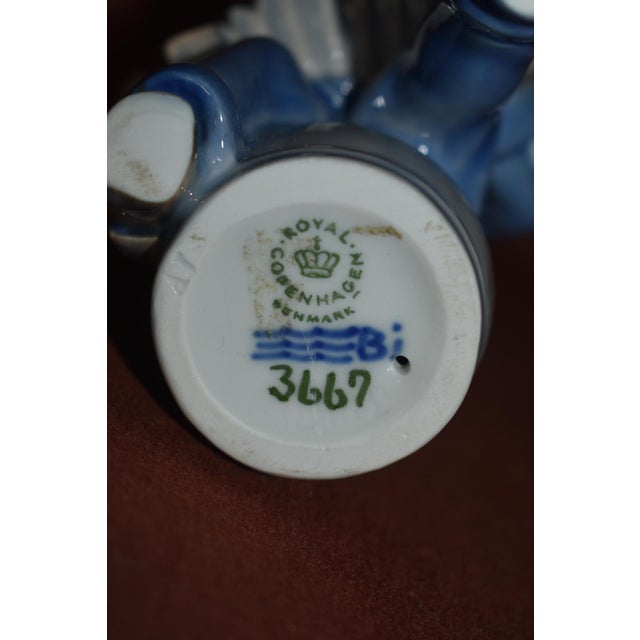 ROYAL
COPENHAGEN
DENMARK
Bi
3667